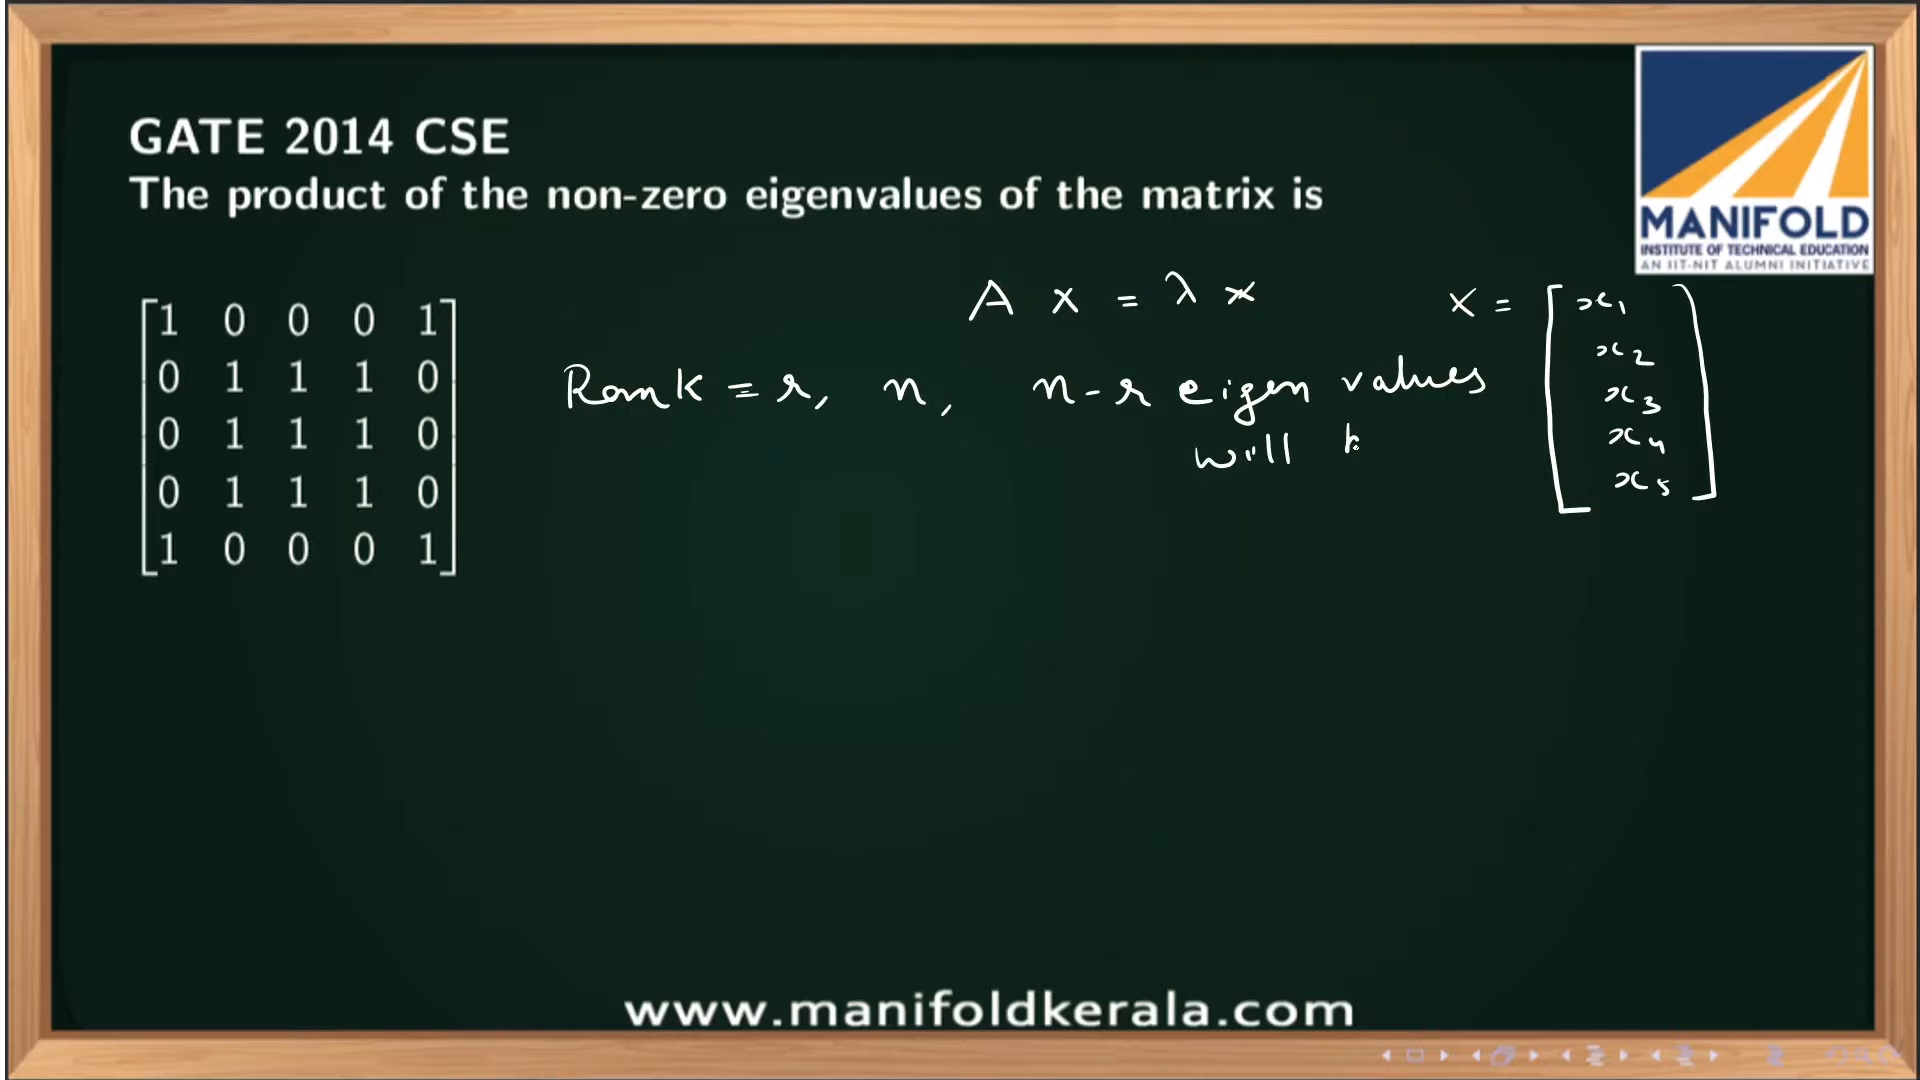 GATE 2014 CSE
The product of the non-zero eigenvalues of the matrix is
MANIFOLD
INSTITUTE OF TECHNICAL EDUCATION
AN IIT-NIT ALUMNI INITIATIVE
A x = λ x
X = [x1 x2 x3 x4 x5]
Rank = r, n, n-r eigen values
will b
1 0 0 0 1
0 1 1 1 0
0 1 1 1 0
0 1 1 1 0
1 0 0 0 1
www.manifoldkerala.com